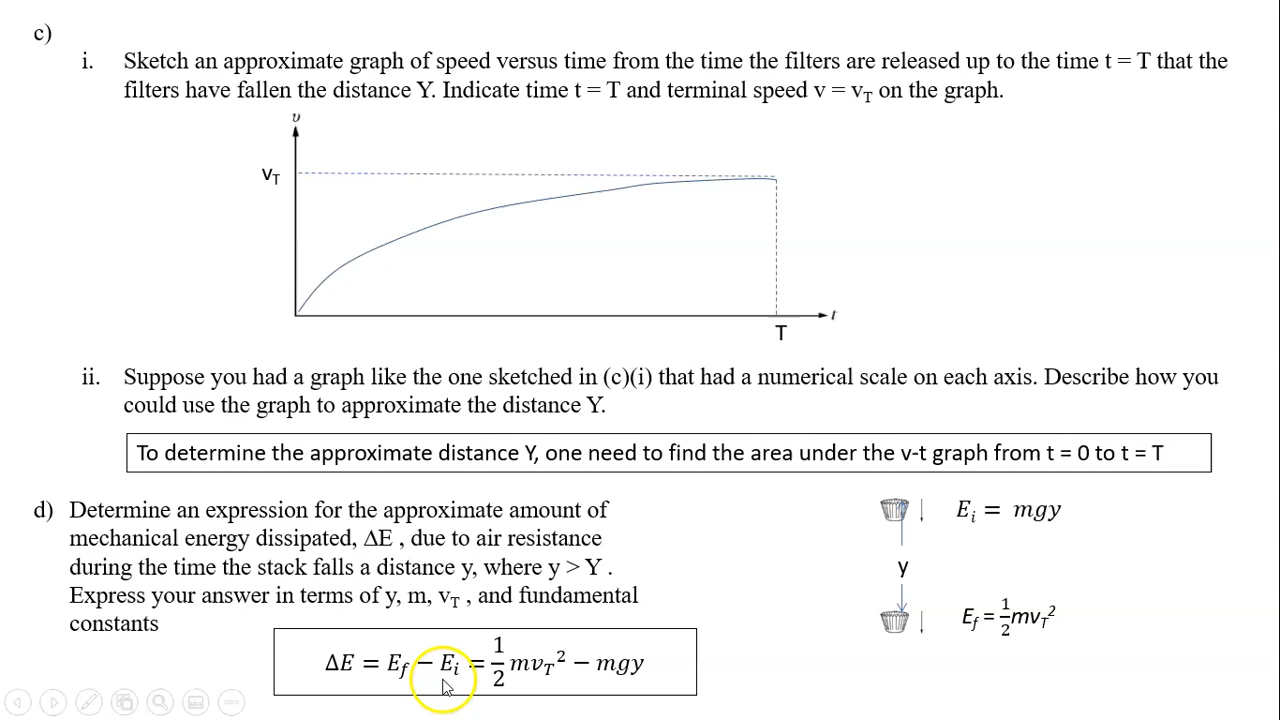 c)
i. Sketch an approximate graph of speed versus time from the time the filters are released up to the time t = T that the
filters have fallen the distance Y. Indicate time t = T and terminal speed v = vT on the graph.
υ
vT
t
T
ii. Suppose you had a graph like the one sketched in (c)(i) that had a numerical scale on each axis. Describe how you
could use the graph to approximate the distance Y.
To determine the approximate distance Y, one need to find the area under the v-t graph from t = 0 to t = T
d) Determine an expression for the approximate amount of
mechanical energy dissipated, ΔE , due to air resistance
during the time the stack falls a distance y, where y > Y .
Express your answer in terms of y, m, vT , and fundamental
constants
Ei = mgy
y
Ef = 1/2 mvT²
ΔE = Ef − Ei = 1/2 mvT² − mgy